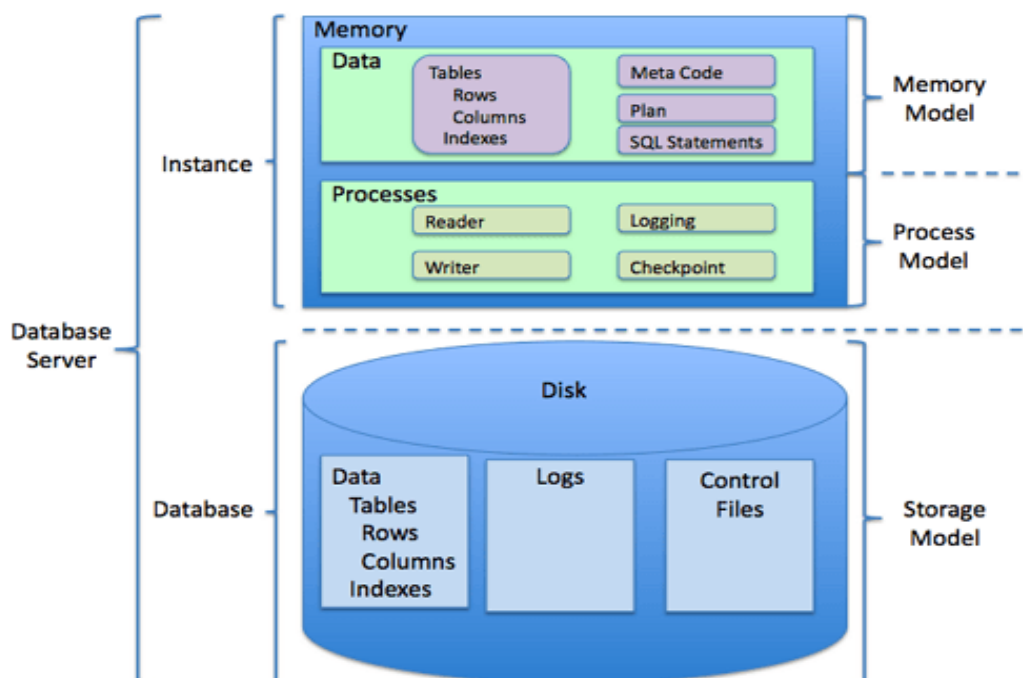 Memory
Data
Tables
Rows
Columns
Indexes
Meta Code
Plan
SQL Statements
Processes
Reader
Writer
Logging
Checkpoint
Instance
Memory
Model
Process
Model
Database
Server
Disk
Data
Tables
Rows
Columns
Indexes
Logs
Control
Files
Database
Storage
Model